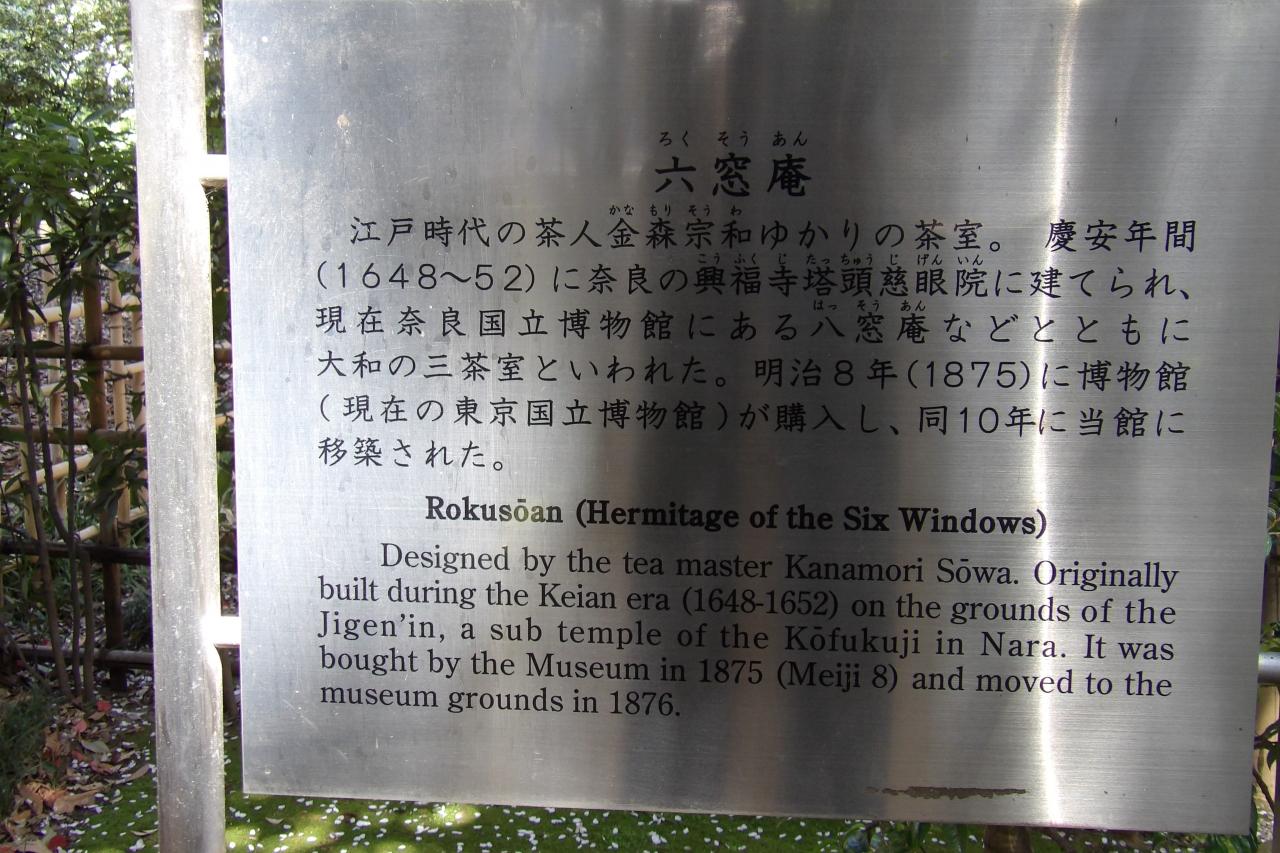 ろく そう あん
六窓庵
かな もり そう わ
江戸時代の茶人金森宗和ゆかりの茶室。 慶安年間
こう ふく じ たっ ちゅう じ げん いん
(1648〜52)に奈良の興福寺塔頭慈眼院に建てられ、
はっ そう あん
現在奈良国立博物館にある八窓庵などとともに
大和の三茶室といわれた。明治8年(1875)に博物館
(現在の東京国立博物館)が購入し、同10年に当館に
移築された。
Rokusōan (Hermitage of the Six Windows)
Designed by the tea master Kanamori Sōwa. Originally
built during the Keian era (1648-1652) on the grounds of the
Jigen'in, a sub temple of the Kōfukuji in Nara. It was
bought by the Museum in 1875 (Meiji 8) and moved to the
museum grounds in 1876.